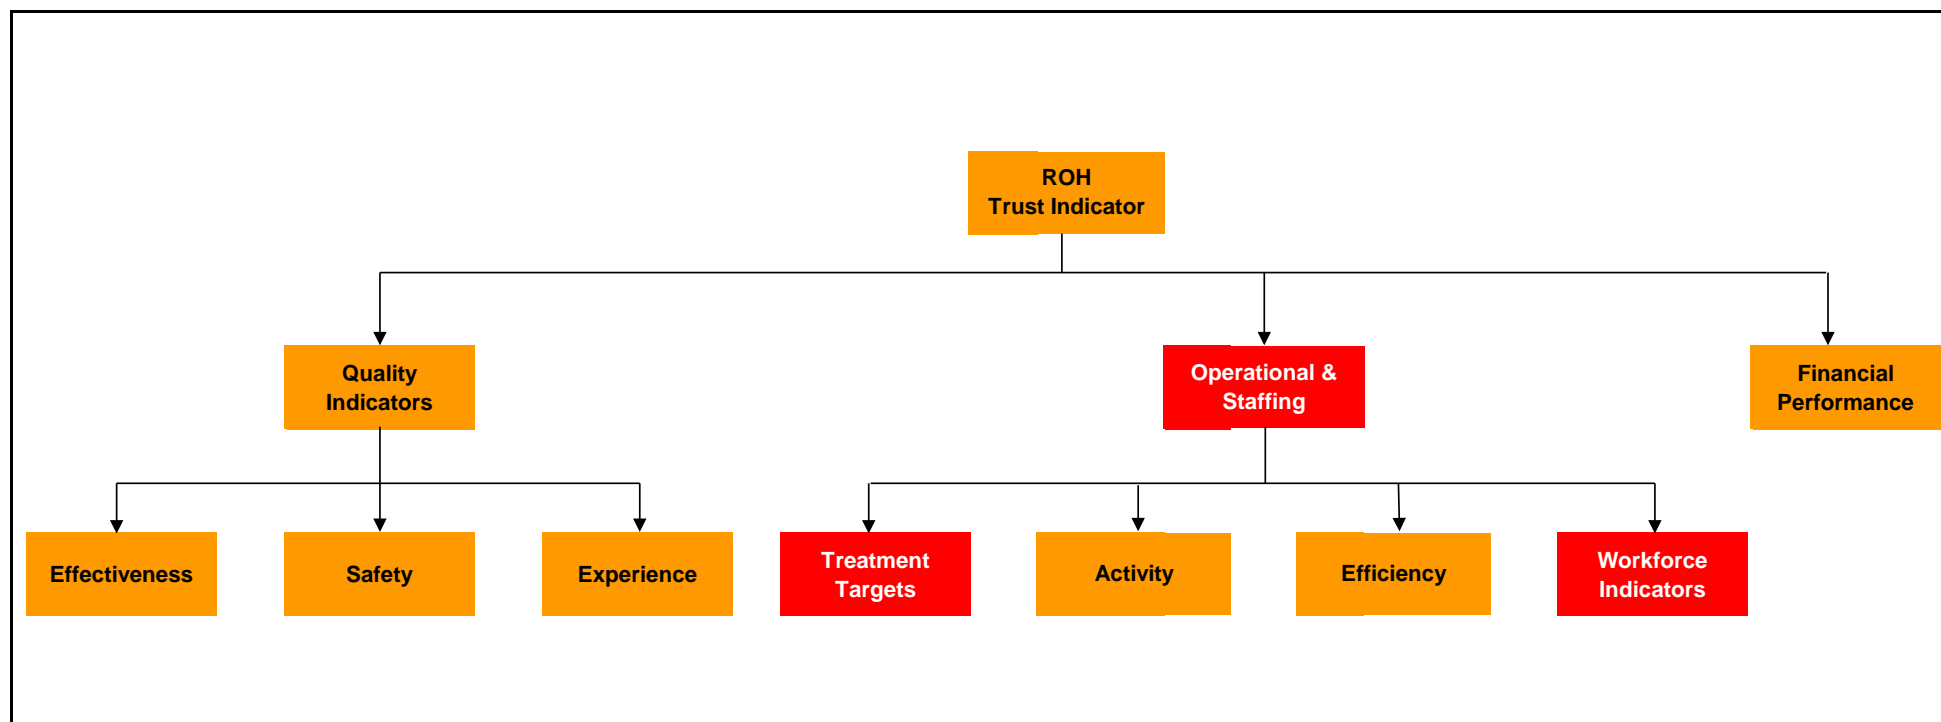 ROH
Trust Indicator
Quality
Indicators
Operational &
Staffing
Financial
Performance
Effectiveness
Safety
Experience
Treatment
Targets
Activity
Efficiency
Workforce
Indicators